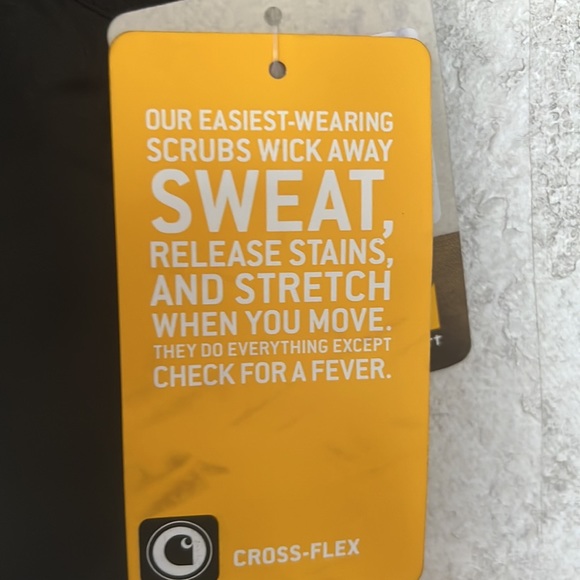 OUR EASIEST-WEARING
SCRUBS WICK AWAY
SWEAT,
RELEASE STAINS,
AND STRETCH
WHEN YOU MOVE.
THEY DO EVERYTHING EXCEPT
CHECK FOR A FEVER.
CROSS-FLEX